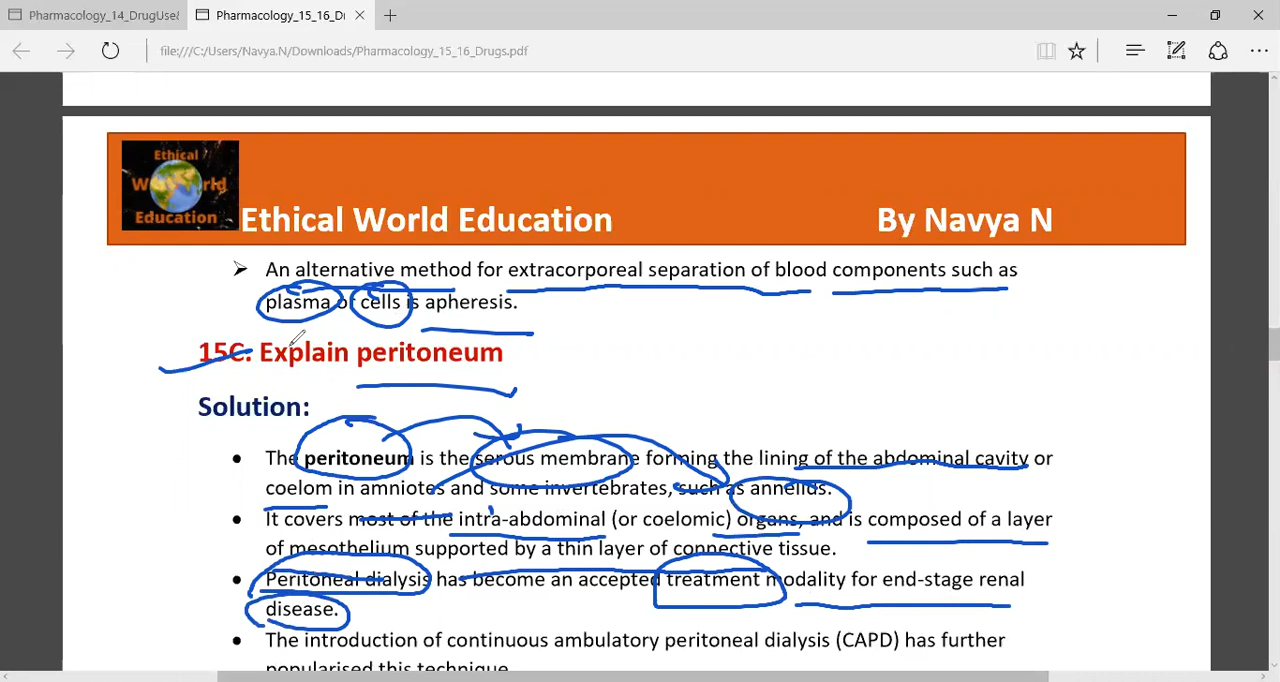 Pharmacology_14_DrugUse&
Pharmacology_15_16_Dr
file:///C:/Users/Navya.N/Downloads/Pharmacology_15_16_Drugs.pdf
Ethical
World
Education
Ethical World Education By Navya N
An alternative method for extracorporeal separation of blood components such as
plasma or cells is apheresis.
15C: Explain peritoneum
Solution:
The peritoneum is the serous membrane forming the lining of the abdominal cavity or
coelom in amniotes and some invertebrates, such as annelids.
It covers most of the intra-abdominal (or coelomic) organs, and is composed of a layer
of mesothelium supported by a thin layer of connective tissue.
Peritoneal dialysis has become an accepted treatment modality for end-stage renal
disease.
The introduction of continuous ambulatory peritoneal dialysis (CAPD) has further
popularised this technique